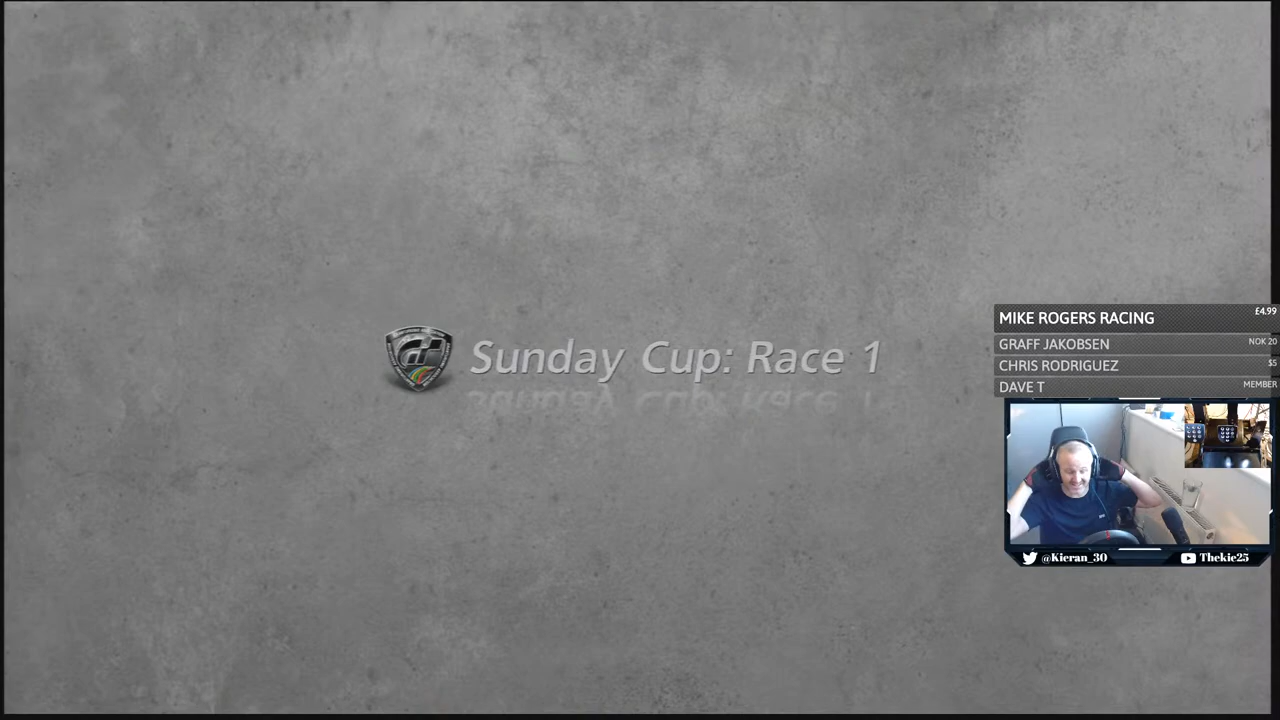 Sunday Cup: Race 1
MIKE ROGERS RACING £4.99
GRAFF JAKOBSEN NOK 20
CHRIS RODRIGUEZ $5
DAVE T MEMBER
@Kieran_30 Thekie25